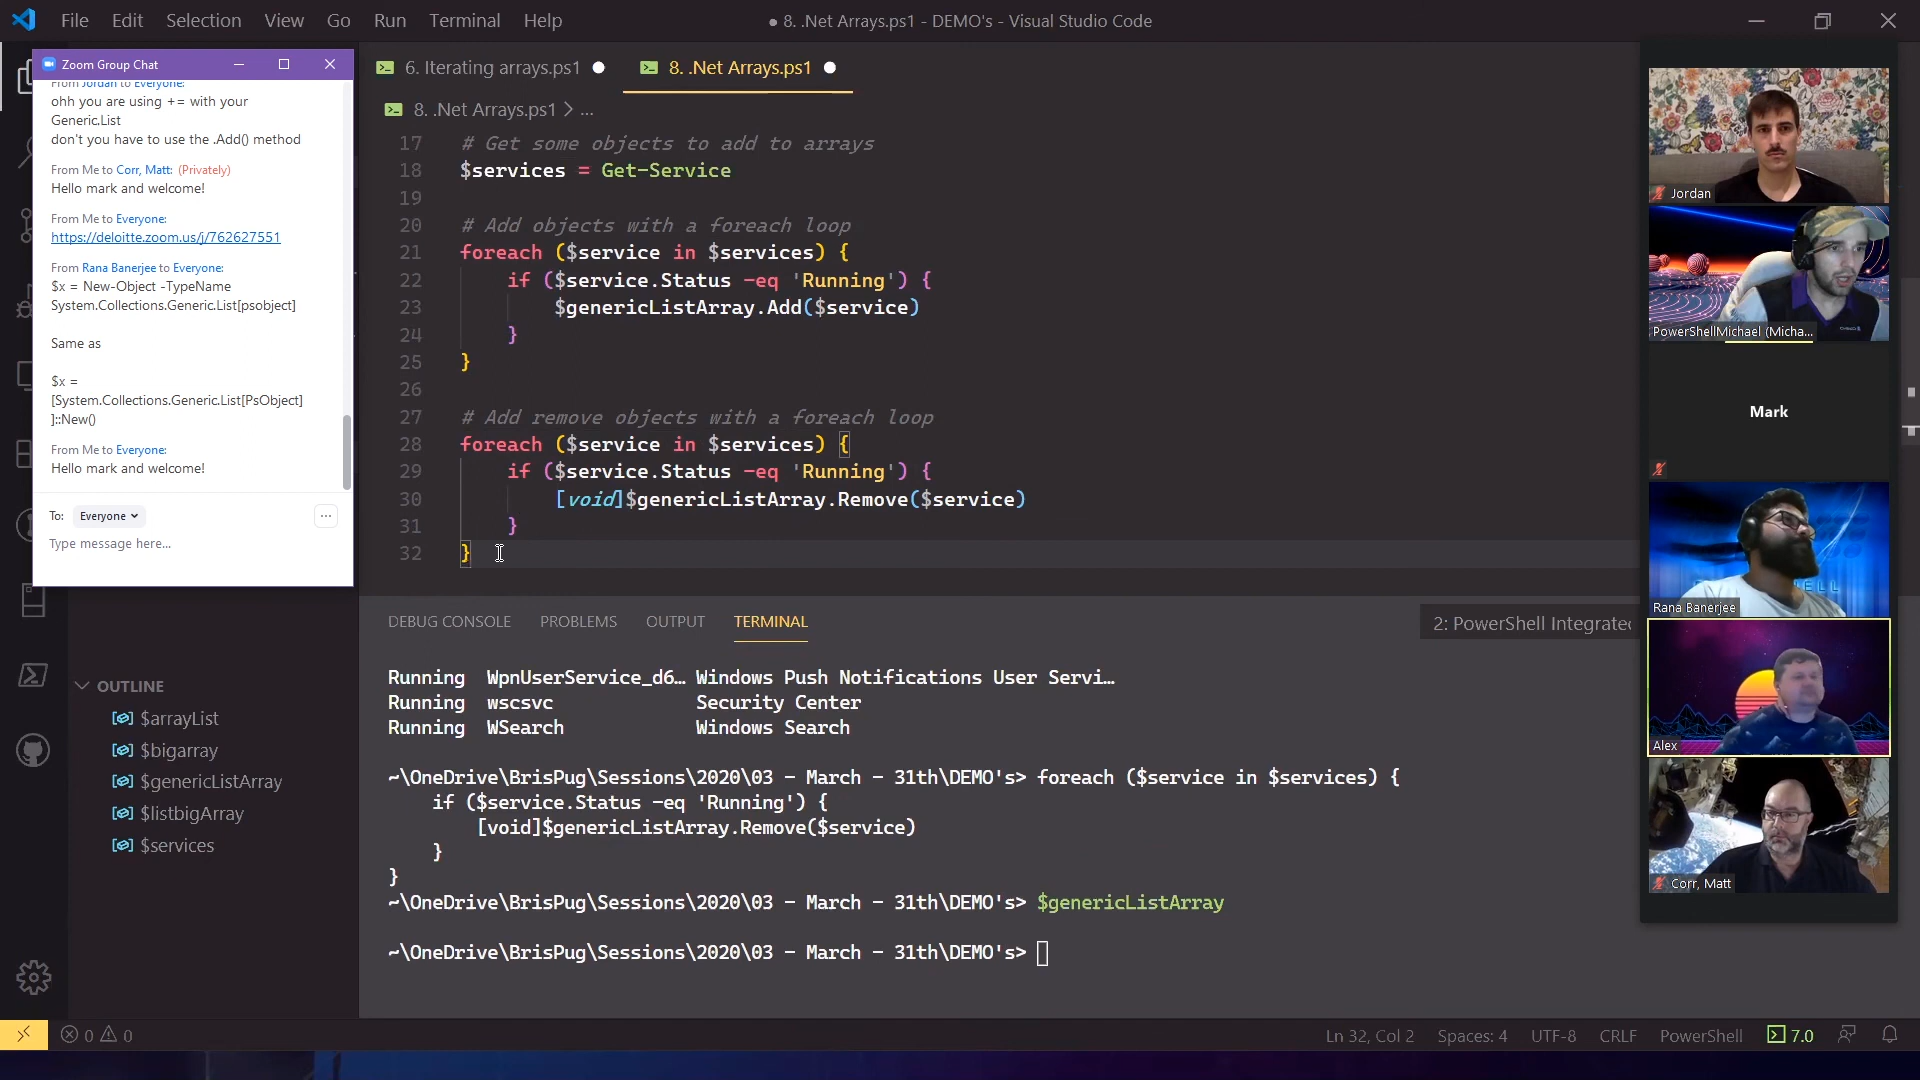 File Edit Selection View Go Run Terminal Help
● 8. .Net Arrays.ps1 - DEMO's - Visual Studio Code
Zoom Group Chat
From Jordan to Everyone:
ohh you are using += with your
Generic.List
don't you have to use the .Add() method
From Me to Corr, Matt: (Privately)
Hello mark and welcome!
From Me to Everyone:
https://deloitte.zoom.us/j/762627551
From Rana Banerjee to Everyone:
$x = New-Object -TypeName
System.Collections.Generic.List[psobject]
Same as
$x =
[System.Collections.Generic.List[PsObject]
]::New()
From Me to Everyone:
Hello mark and welcome!
To: Everyone
Type message here...
OUTLINE
$arrayList
$bigarray
$genericListArray
$listbigArray
$services
6. Iterating arrays.ps1 ●
8. .Net Arrays.ps1 ●
8. .Net Arrays.ps1 > ...
17 # Get some objects to add to arrays
18 $services = Get-Service
19
20 # Add objects with a foreach loop
21 foreach ($service in $services) {
22 if ($service.Status -eq 'Running') {
23 $genericListArray.Add($service)
24 }
25 }
26
27 # Add remove objects with a foreach loop
28 foreach ($service in $services) {
29 if ($service.Status -eq 'Running') {
30 [void]$genericListArray.Remove($service)
31 }
32 }
DEBUG CONSOLE PROBLEMS OUTPUT TERMINAL
2: PowerShell Integrated
Running WpnUserService_d6… Windows Push Notifications User Servi…
Running wscsvc Security Center
Running WSearch Windows Search
~\OneDrive\BrisPug\Sessions\2020\03 - March - 31th\DEMO's> foreach ($service in $services) {
if ($service.Status -eq 'Running') {
[void]$genericListArray.Remove($service)
}
}
~\OneDrive\BrisPug\Sessions\2020\03 - March - 31th\DEMO's> $genericListArray
~\OneDrive\BrisPug\Sessions\2020\03 - March - 31th\DEMO's>
Jordan
PowerShellMichael (Micha...
Mark
Rana Banerjee
Alex
Corr, Matt
0 0
Ln 32, Col 2 Spaces: 4 UTF-8 CRLF PowerShell 7.0